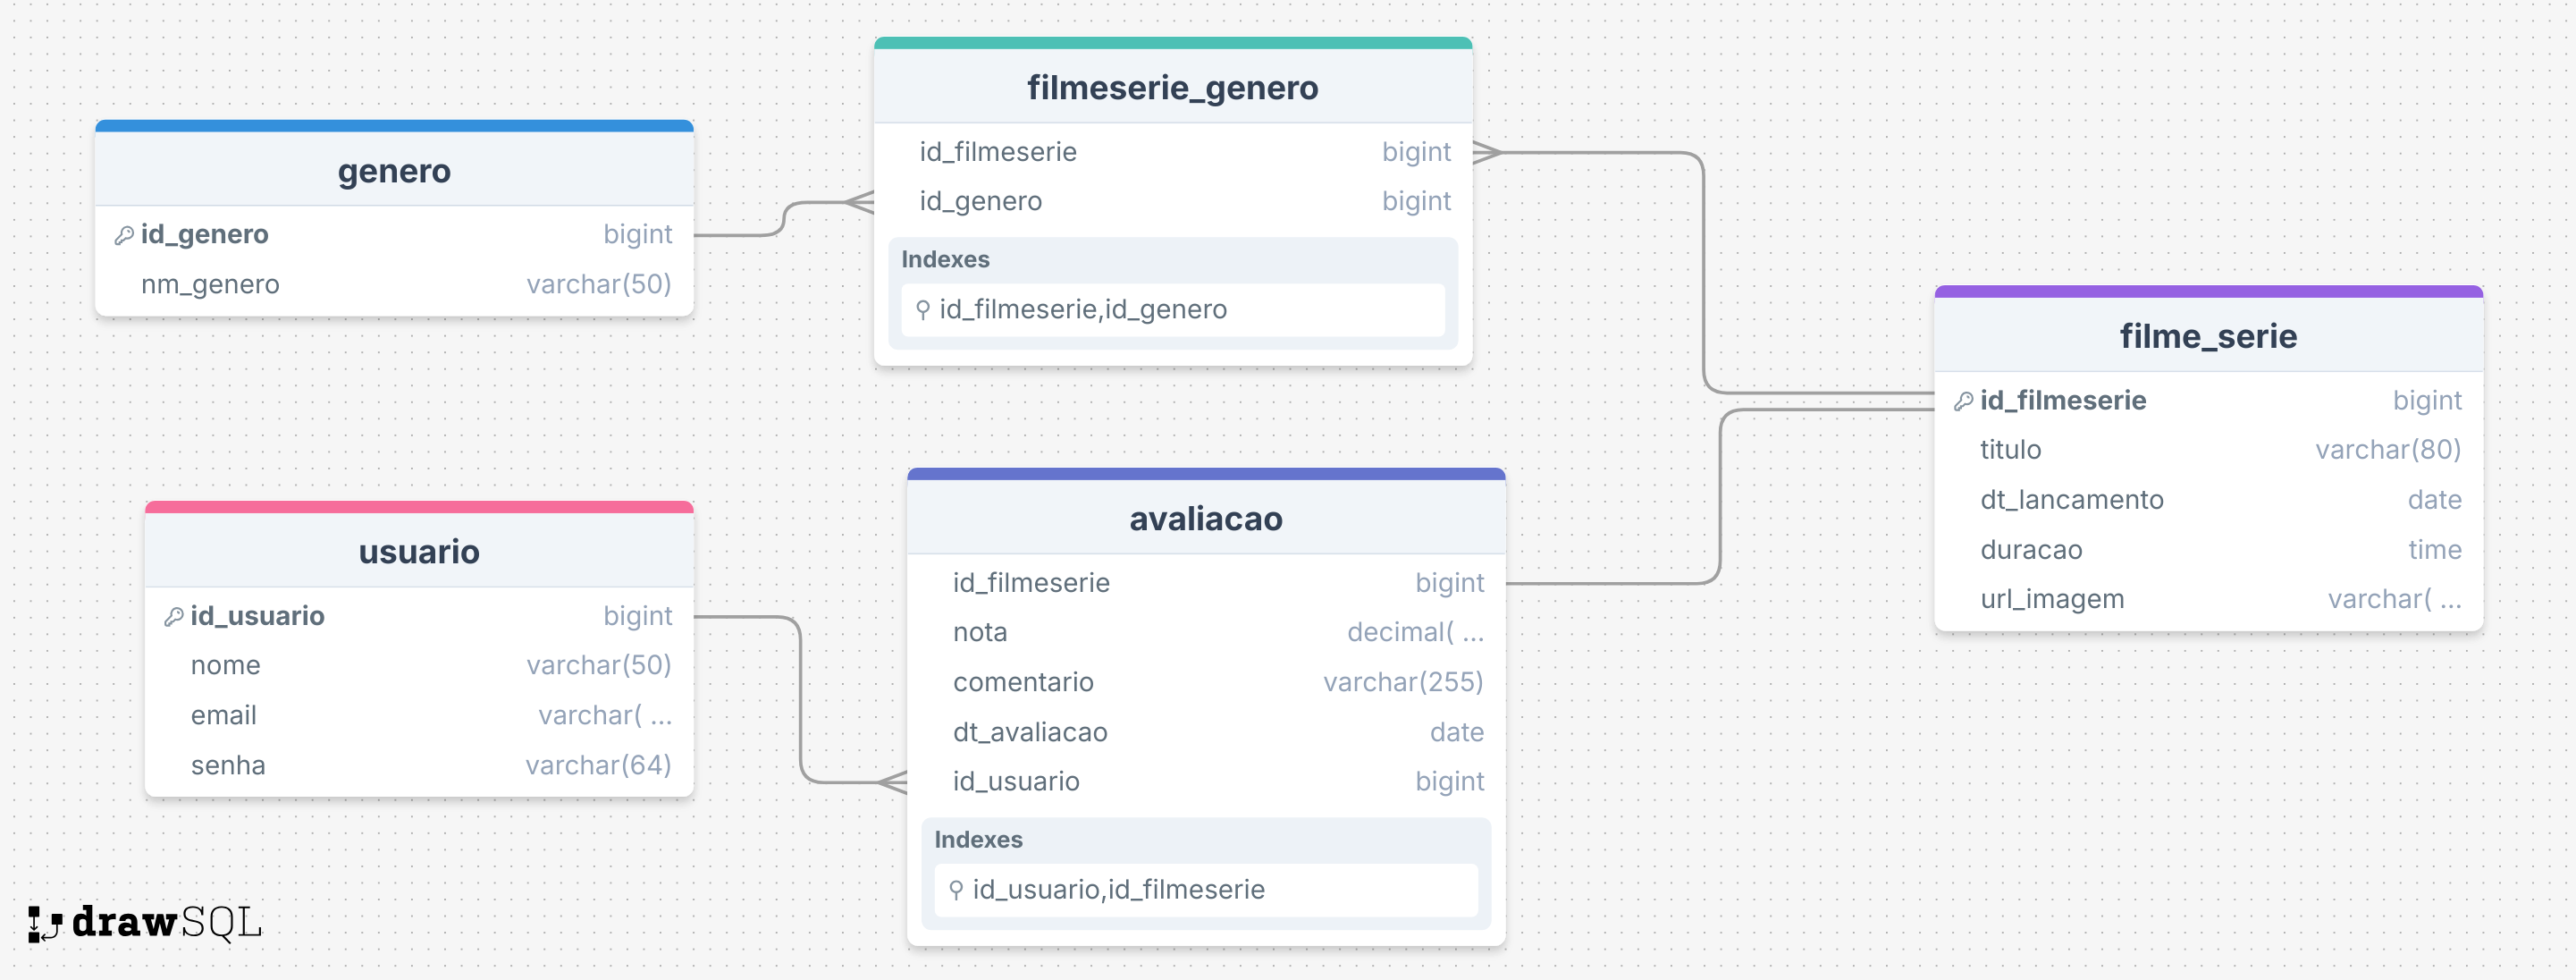 genero
id_genero bigint
nm_genero varchar(50)
filmeserie_genero
id_filmeserie bigint
id_genero bigint
Indexes
id_filmeserie,id_genero
filme_serie
id_filmeserie bigint
titulo varchar(80)
dt_lancamento date
duracao time
url_imagem varchar( ...
usuario
id_usuario bigint
nome varchar(50)
email varchar( ...
senha varchar(64)
avaliacao
id_filmeserie bigint
nota decimal( ...
comentario varchar(255)
dt_avaliacao date
id_usuario bigint
Indexes
id_usuario,id_filmeserie
drawSQL